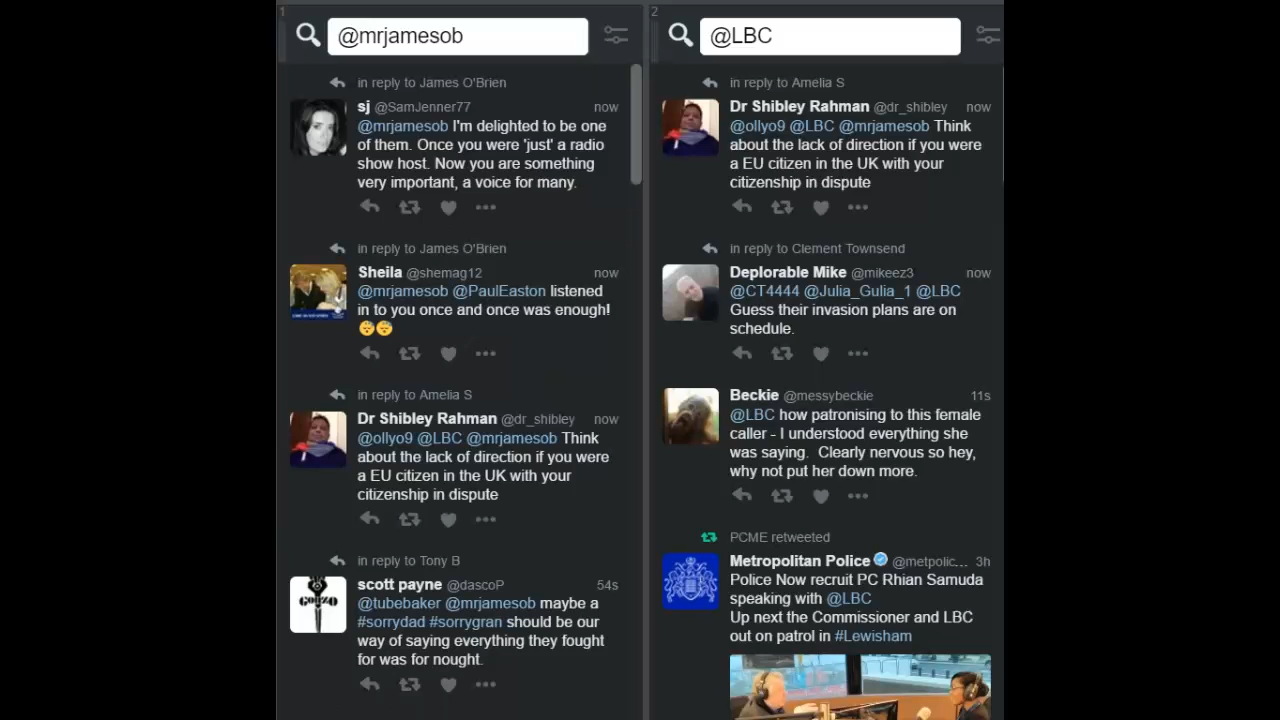 1
@mrjamesob
in reply to James O'Brien
sj @SamJenner77 now
@mrjamesob I'm delighted to be one
of them. Once you were 'just' a radio
show host. Now you are something
very important, a voice for many.
in reply to James O'Brien
Sheila @shemag12 now
@mrjamesob @PaulEaston listened
in to you once and once was enough!
😴😴
in reply to Amelia S
Dr Shibley Rahman @dr_shibley now
@ollyo9 @LBC @mrjamesob Think
about the lack of direction if you were
a EU citizen in the UK with your
citizenship in dispute
in reply to Tony B
scott payne @dascoP 54s
@tubebaker @mrjamesob maybe a
#sorrydad #sorrygran should be our
way of saying everything they fought
for was for nought.
GONZO
2
@LBC
in reply to Amelia S
Dr Shibley Rahman @dr_shibley now
@ollyo9 @LBC @mrjamesob Think
about the lack of direction if you were
a EU citizen in the UK with your
citizenship in dispute
in reply to Clement Townsend
Deplorable Mike @mikeez3 now
@CT4444 @Julia_Gulia_1 @LBC
Guess their invasion plans are on
schedule.
Beckie @messybeckie 11s
@LBC how patronising to this female
caller - I understood everything she
was saying.  Clearly nervous so hey,
why not put her down more.
PCME retweeted
Metropolitan Police @metpolic... 3h
Police Now recruit PC Rhian Samuda
speaking with @LBC
Up next the Commissioner and LBC
out on patrol in #Lewisham